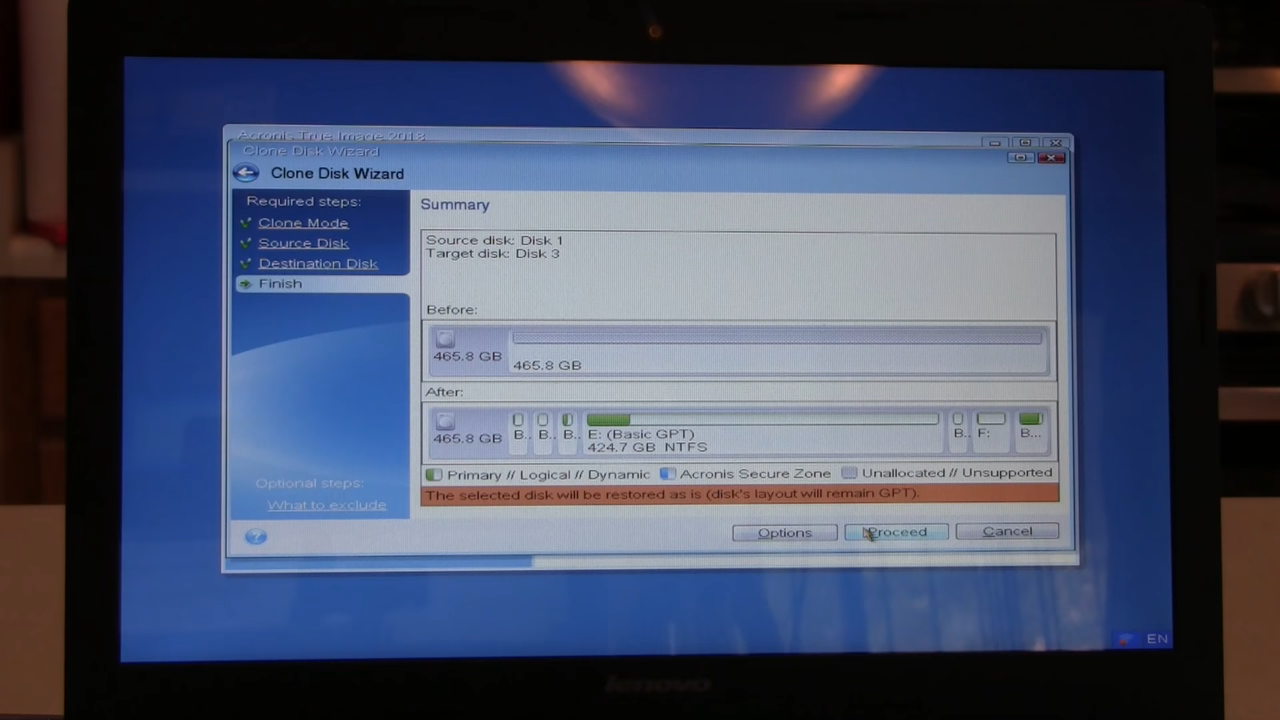 Acronis True Image 2013
Clone Disk Wizard
Clone Disk Wizard
Required steps:
Clone Mode
Source Disk
Destination Disk
Finish
Optional steps:
What to exclude
Summary
Source disk: Disk 1
Target disk: Disk 3
Before:
465.8 GB
465.8 GB
After:
465.8 GB
B..
B..
B..
E: (Basic GPT)
424.7 GB NTFS
B..
F:
B...
Primary // Logical // Dynamic
Acronis Secure Zone
Unallocated // Unsupported
The selected disk will be restored as is (disk's layout will remain GPT).
Options
Proceed
Cancel
EN
lenovo